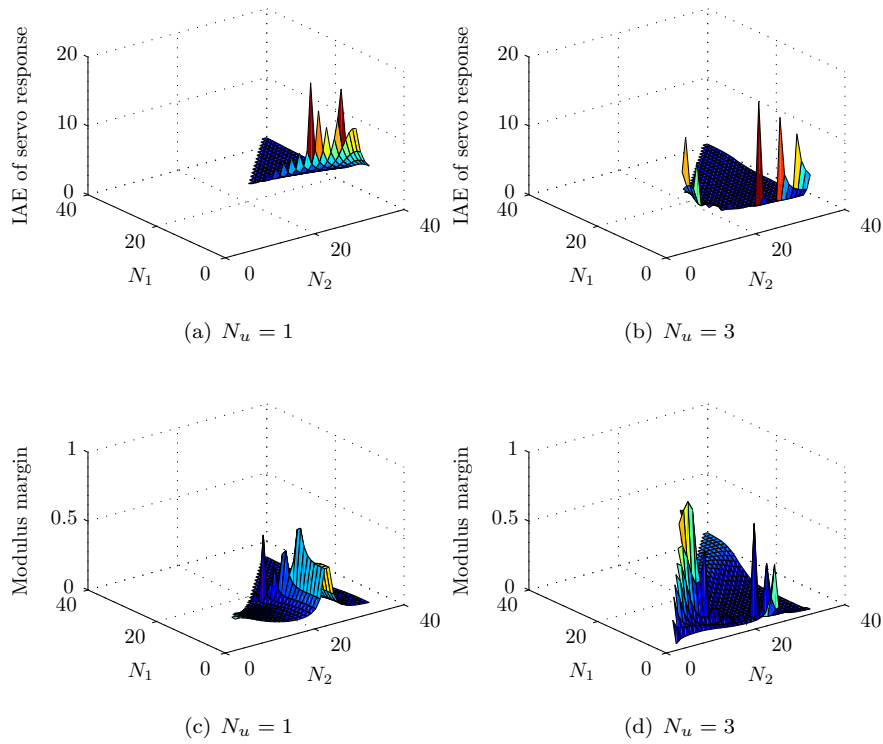 20
10
0
40
20
0
0
20
40
IAE of servo response
N1
N2
(a) Nu = 1
20
10
0
40
20
0
0
20
40
IAE of servo response
N1
N2
(b) Nu = 3
1
0.5
0
40
20
0
0
20
40
Modulus margin
N1
N2
(c) Nu = 1
1
0.5
0
40
20
0
0
20
40
Modulus margin
N1
N2
(d) Nu = 3